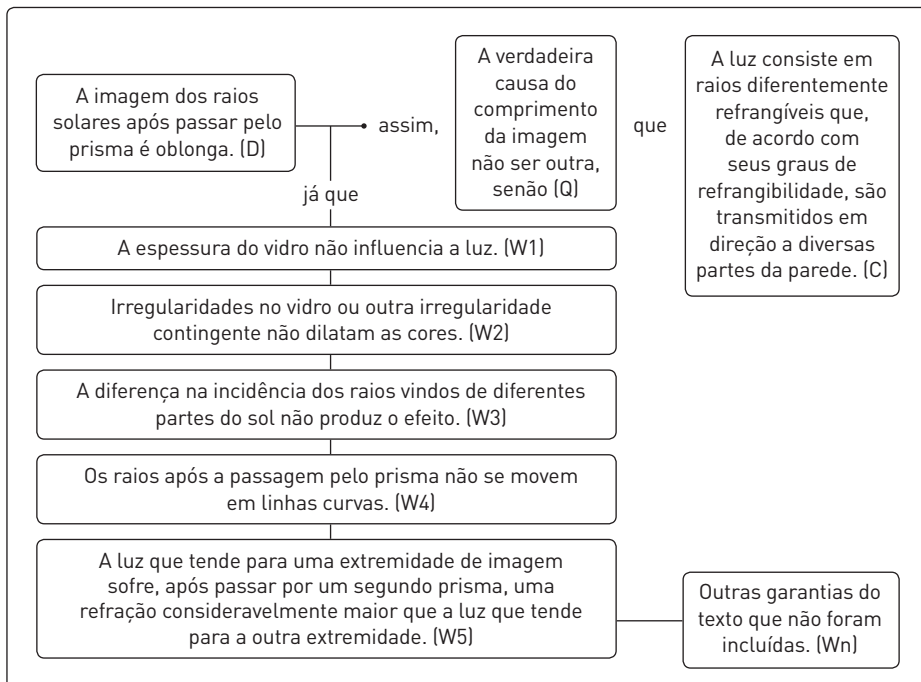 A imagem dos raios
solares após passar pelo
prisma é oblonga. (D)
assim,
A verdadeira
causa do
comprimento
da imagem
não ser outra,
senão (Q)
que
A luz consiste em
raios diferentemente
refrangíveis que,
de acordo com
seus graus de
refrangibilidade, são
transmitidos em
direção a diversas
partes da parede. (C)
já que
A espessura do vidro não influencia a luz. (W1)
Irregularidades no vidro ou outra irregularidade
contingente não dilatam as cores. (W2)
A diferença na incidência dos raios vindos de diferentes
partes do sol não produz o efeito. (W3)
Os raios após a passagem pelo prisma não se movem
em linhas curvas. (W4)
A luz que tende para uma extremidade de imagem
sofre, após passar por um segundo prisma, uma
refração consideravelmente maior que a luz que tende
para a outra extremidade. (W5)
Outras garantias do
texto que não foram
incluídas. (Wn)